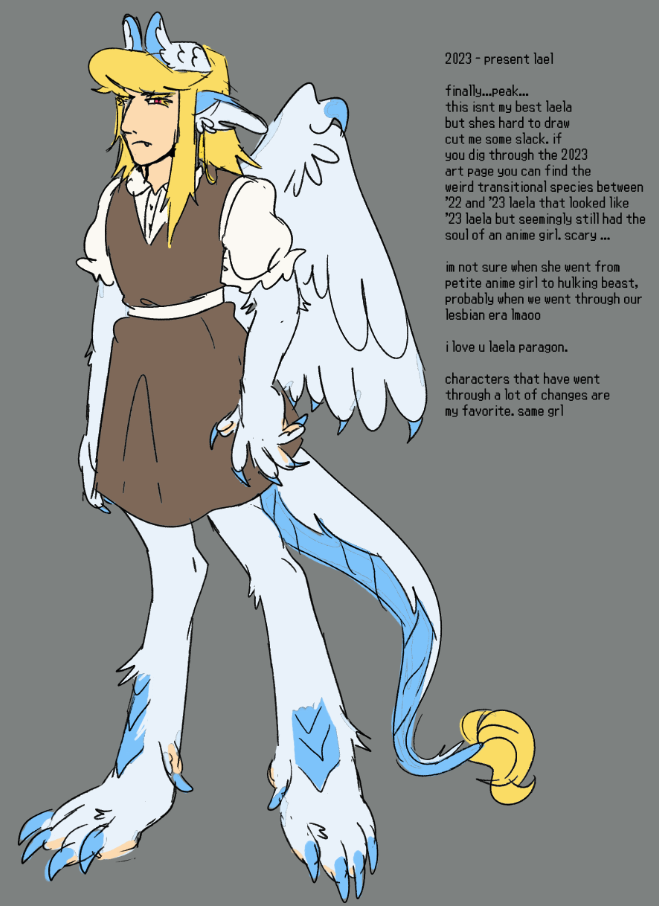 2023 - present lael
finally...peak...
this isnt my best laela
but shes hard to draw
cut me some slack. if
you dig through the 2023
art page you can find the
weird transitional species between
'22 and '23 laela that looked like
'23 laela but seemingly still had the
soul of an anime girl. scary ...
im not sure when she went from
petite anime girl to hulking beast,
probably when we went through our
lesbian era lmaoo
i love u laela paragon.
characters that have went
through a lot of changes are
my favorite. same grl